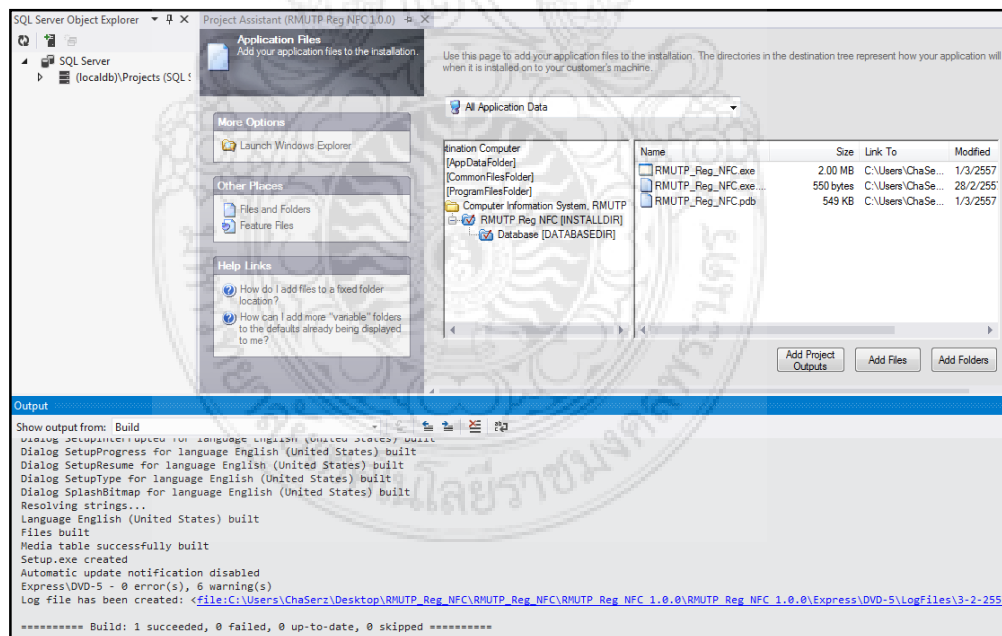 SQL Server Object Explorer
Project Assistant (RMUTP Reg NFC 1.0.0)
SQL Server
(localdb)\Projects (SQL S
Application Files
Add your application files to the installation.
More Options
Launch Windows Explorer
Other Places
Files and Folders
Feature Files
Help Links
How do I add files to a fixed folder
location?
How can I add more "variable" folders
to the defaults already being displayed
to me?
Use this page to add your application files to the installation. The directories in the destination tree represent how your application will
when it is installed on to your customer's machine.
All Application Data
tination Computer
[AppDataFolder]
[CommonFilesFolder]
[ProgramFilesFolder]
Computer Information System, RMUTP
RMUTP Reg NFC [INSTALLDIR]
Database [DATABASEDIR]
Name Size Link To Modified
RMUTP_Reg_NFC.exe 2.00 MB C:\Users\ChaSe... 1/3/2557
RMUTP_Reg_NFC.exe.... 550 bytes C:\Users\ChaSe... 28/2/255
RMUTP_Reg_NFC.pdb 549 KB C:\Users\ChaSe... 1/3/2557
Add Project
Outputs
Add Files
Add Folders
Output
Show output from: Build
Dialog SetupInterrupted for language English (United States) built
Dialog SetupProgress for language English (United States) built
Dialog SetupResume for language English (United States) built
Dialog SetupType for language English (United States) built
Dialog SplashBitmap for language English (United States) built
Resolving strings...
Language English (United States) built
Files built
Media table successfully built
Setup.exe created
Automatic update notification disabled
Express\DVD-5 - 0 error(s), 6 warning(s)
Log file has been created: <file:C:\Users\ChaSerz\Desktop\RMUTP_Reg_NFC\RMUTP_Reg_NFC\RMUTP Reg NFC 1.0.0\RMUTP Reg NFC 1.0.0\Express\DVD-5\LogFiles\3-2-255
========== Build: 1 succeeded, 0 failed, 0 up-to-date, 0 skipped ==========